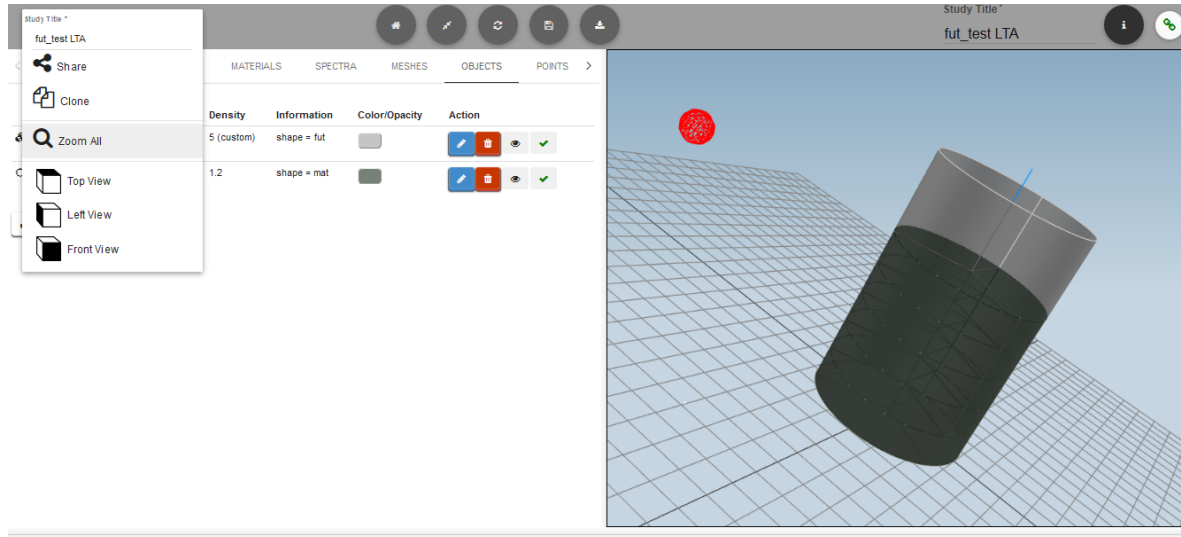 Study Title *
fut_test LTA
Share
Clone
Zoom All
Top View
Left View
Front View
Study Title *
fut_test LTA
i
MATERIALS SPECTRA MESHES OBJECTS POINTS
Density Information Color/Opacity Action
5 (custom) shape = fut
1.2 shape = mat